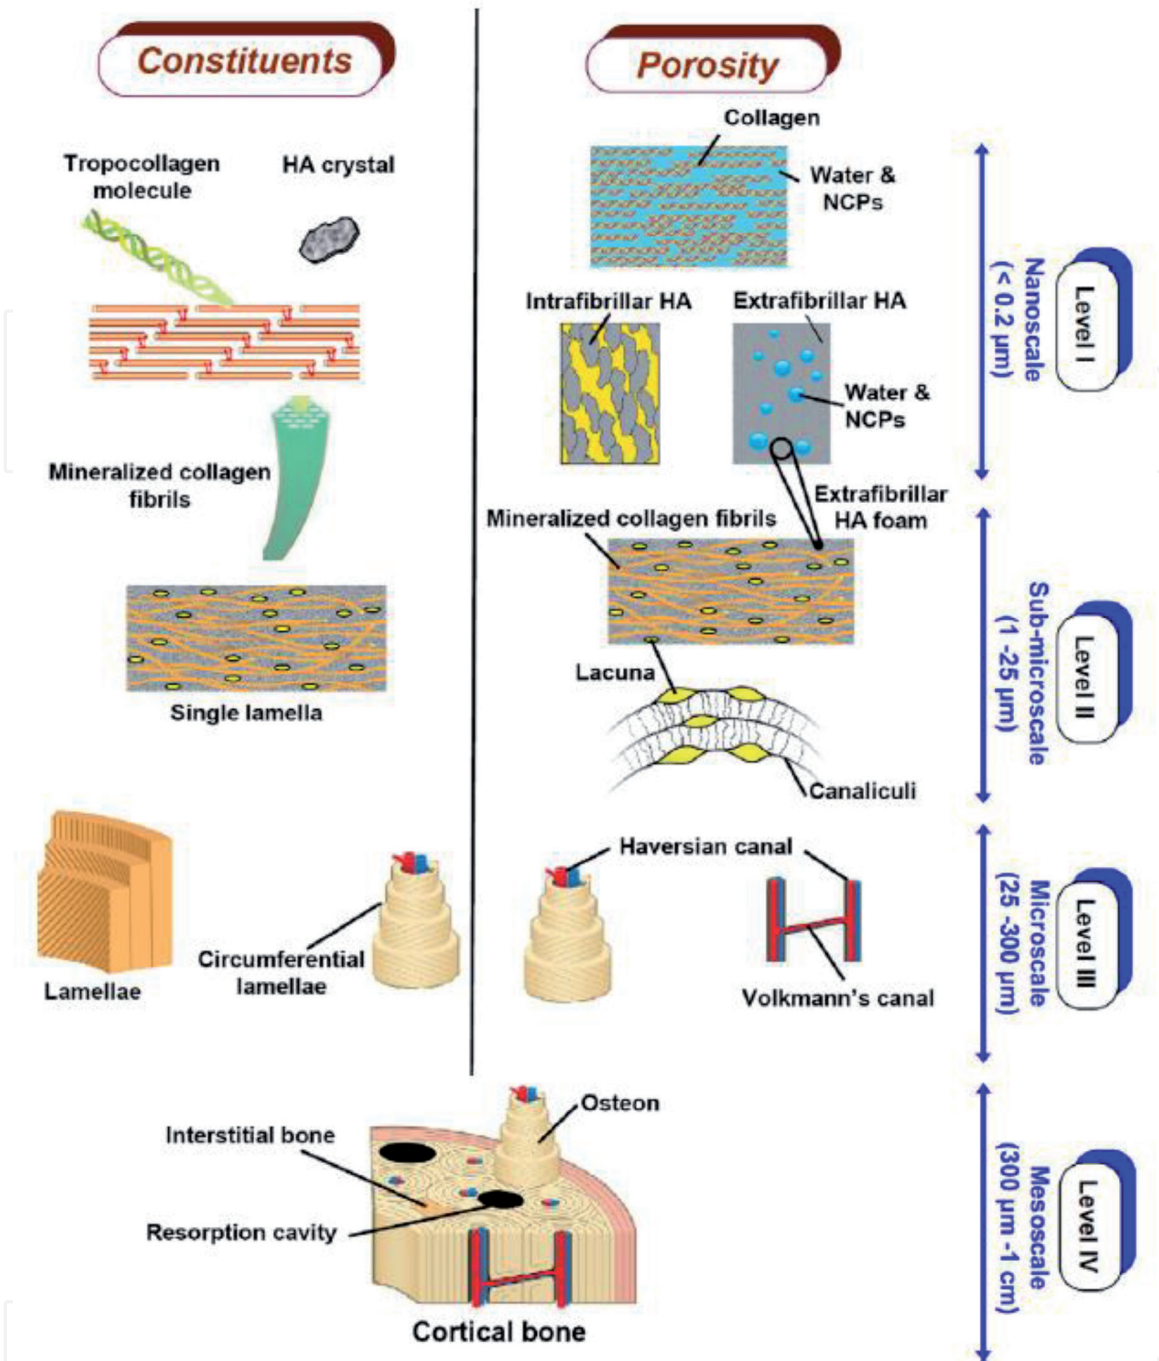 Constituents
Porosity
Tropocollagen
molecule
HA crystal
Mineralized collagen
fibrils
Single lamella
Lamellae
Circumferential
lamellae
Collagen
Water &
NCPs
Intrafibrillar HA
Extrafibrillar HA
Water &
NCPs
Extrafibrillar
HA foam
Mineralized collagen fibrils
Lacuna
Canaliculi
Haversian canal
Volkmann's canal
Osteon
Interstitial bone
Resorption cavity
Cortical bone
Level I
Nanoscale
(< 0.2 µm)
Level II
Sub-microscale
(1 -25 µm)
Level III
Microscale
(25 -300 µm)
Level IV
Mesoscale
(300 µm -1 cm)